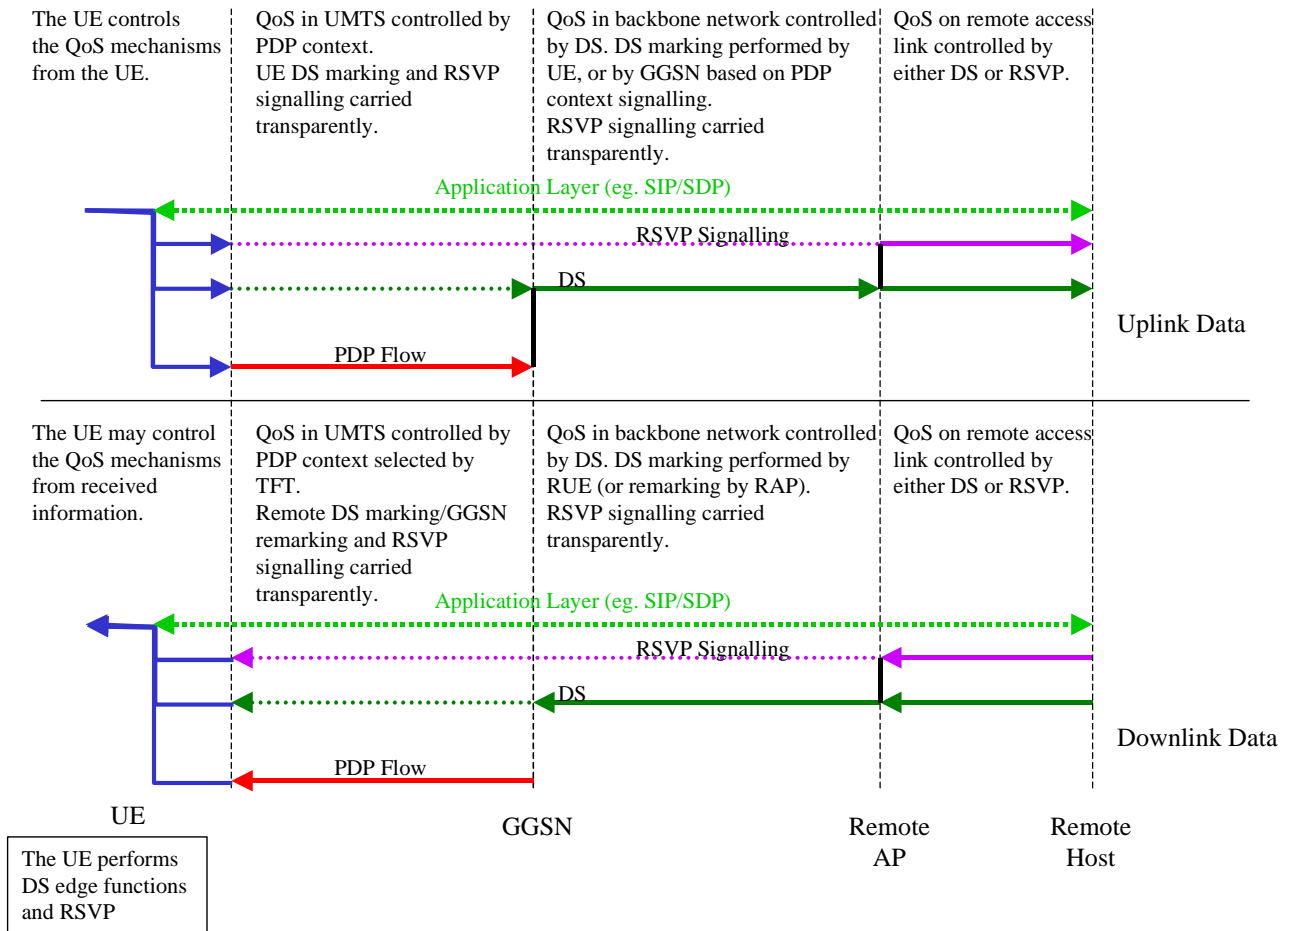 The UE controls
the QoS mechanisms
from the UE.
QoS in UMTS controlled by
PDP context.
UE DS marking and RSVP
signalling carried
transparently.
QoS in backbone network controlled
by DS. DS marking performed by
UE, or by GGSN based on PDP
context signalling.
RSVP signalling carried
transparently.
QoS on remote access
link controlled by
either DS or RSVP.
Application Layer (eg. SIP/SDP)
RSVP Signalling
DS
PDP Flow
Uplink Data
The UE may control
the QoS mechanisms
from received
information.
QoS in UMTS controlled by
PDP context selected by
TFT.
Remote DS marking/GGSN
remarking and RSVP
signalling carried
transparently.
QoS in backbone network controlled
by DS. DS marking performed by
RUE (or remarking by RAP).
RSVP signalling carried
transparently.
QoS on remote access
link controlled by
either DS or RSVP.
Application Layer (eg. SIP/SDP)
RSVP Signalling
DS
PDP Flow
Downlink Data
UE
GGSN
Remote
AP
Remote
Host
The UE performs
DS edge functions
and RSVP